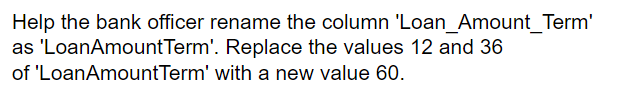 Help the bank officer rename the column 'Loan_Amount_Term'
as 'LoanAmountTerm'. Replace the values 12 and 36
of 'LoanAmountTerm' with a new value 60.